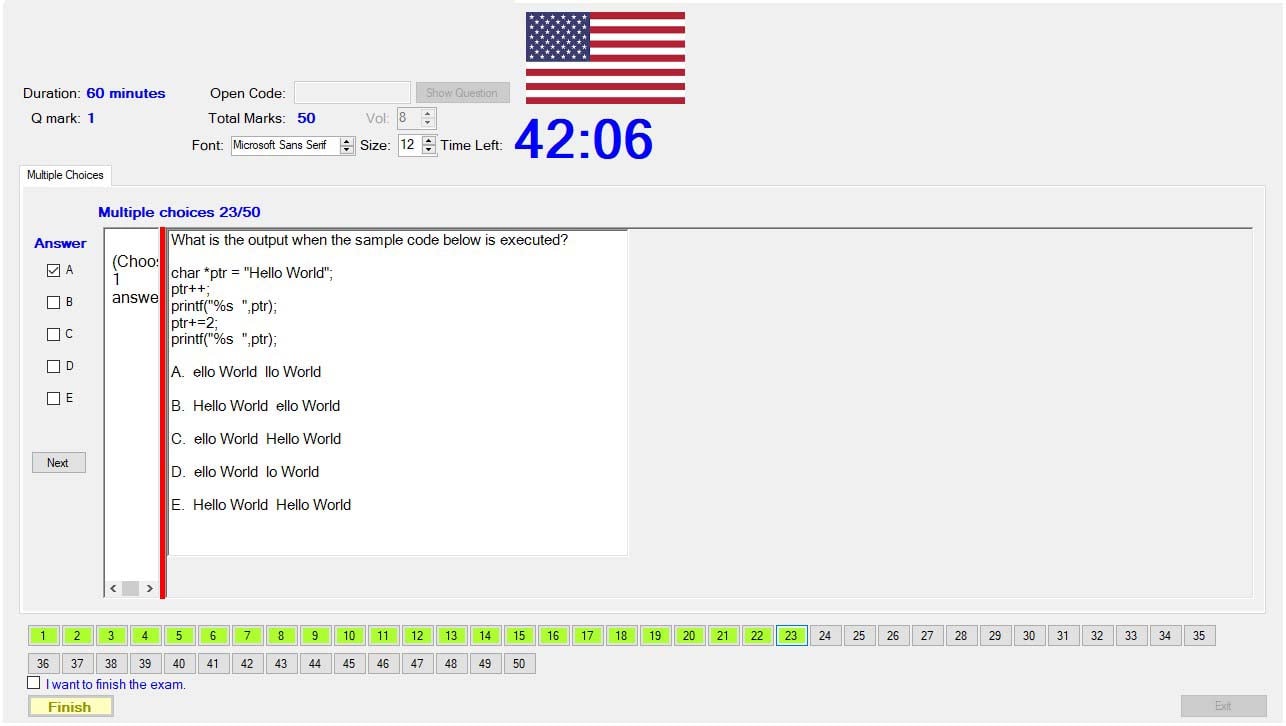 Duration: 60 minutes
Open Code:
Show Question
Q mark: 1
Total Marks: 50
Vol: 8
Font: Microsoft Sans Serif Size: 12 Time Left: 42:06
Multiple Choices
Multiple choices 23/50
Answer
A
B
C
D
E
Next
(Choos
1
answe
What is the output when the sample code below is executed?
char *ptr = "Hello World";
ptr++;
printf("%s  ",ptr);
ptr+=2;
printf("%s  ",ptr);
A.  ello World  llo World
B.  Hello World  ello World
C.  ello World  Hello World
D.  ello World  lo World
E.  Hello World  Hello World
1 2 3 4 5 6 7 8 9 10 11 12 13 14 15 16 17 18 19 20 21 22 23 24 25 26 27 28 29 30 31 32 33 34 35
36 37 38 39 40 41 42 43 44 45 46 47 48 49 50
I want to finish the exam.
Finish
Exit